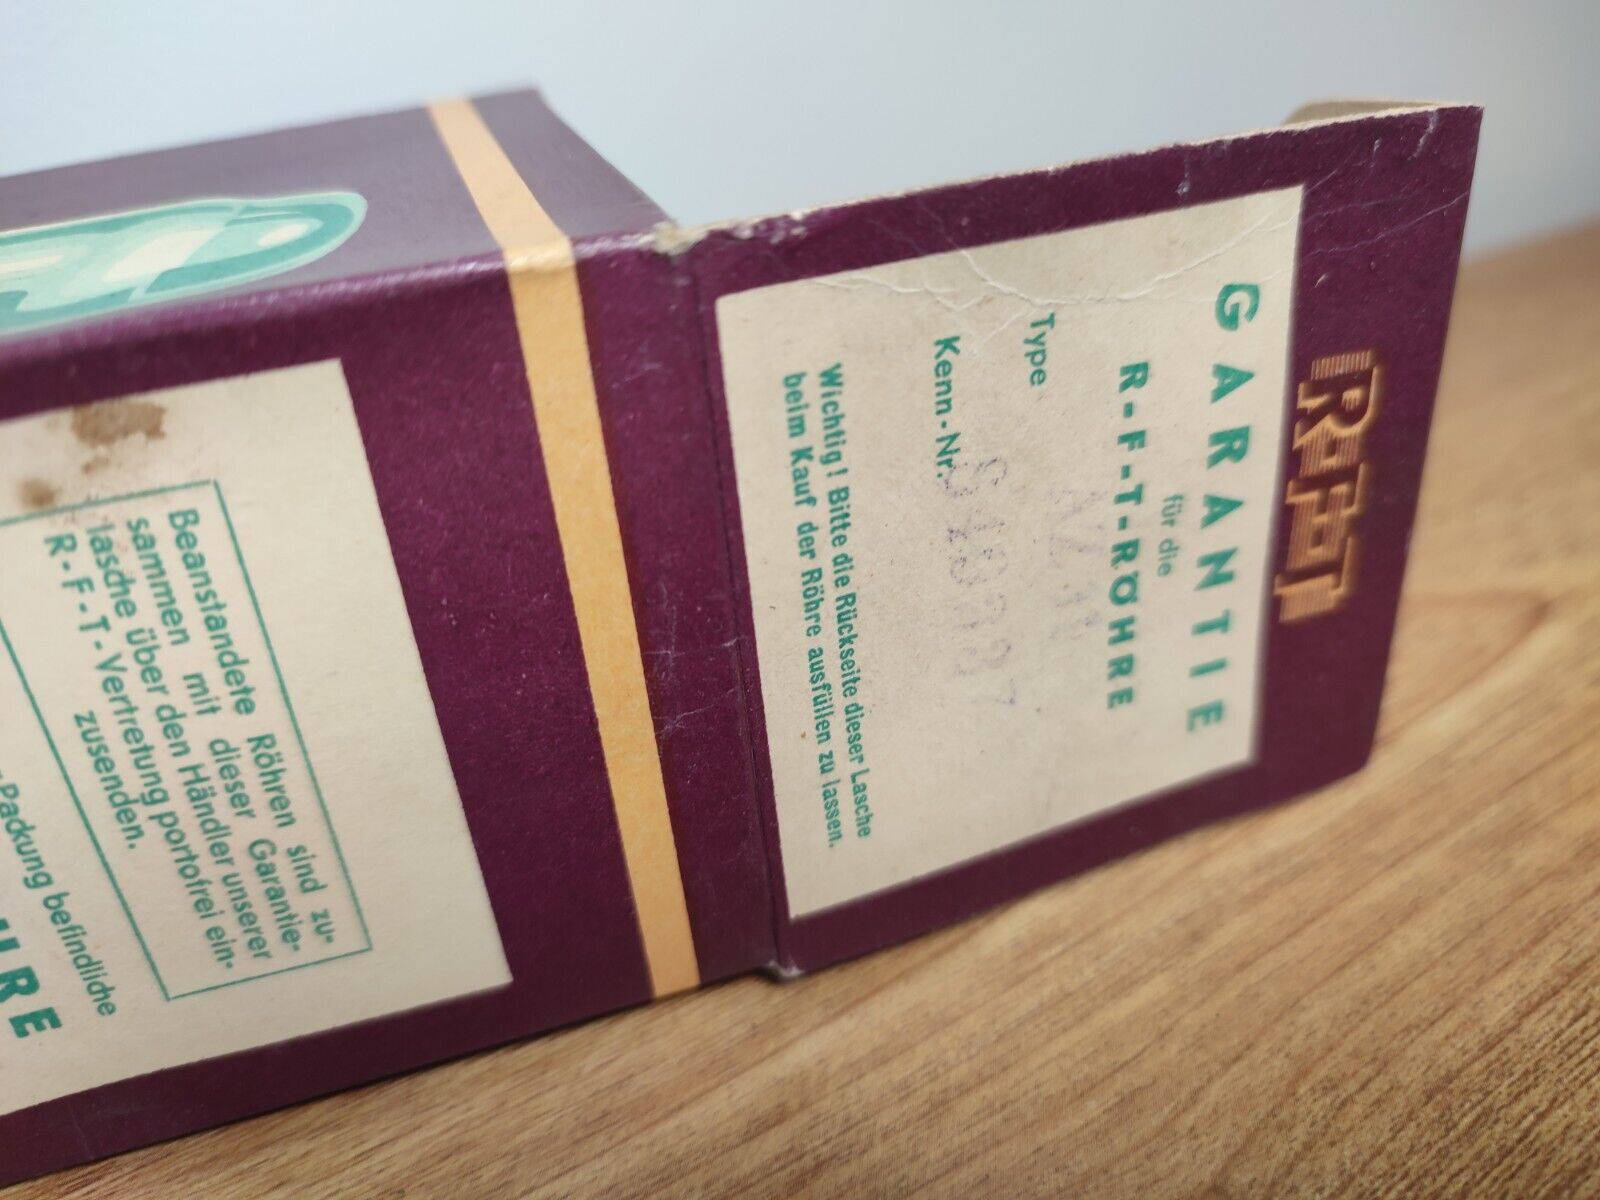 RFT
GARANTIE
für die
R-F-T-RÖHRE
Type
Kenn-Nr.
Wichtig! Bitte die Rückseite dieser Lasche
beim Kauf der Röhre ausfüllen zu lassen.
Beanstandete Röhren sind zu-
sammen mit dieser Garantie-
lasche über den Händler unserer
R-F-T-Vertretung portofrei ein-
zusenden.
-Packung befindliche